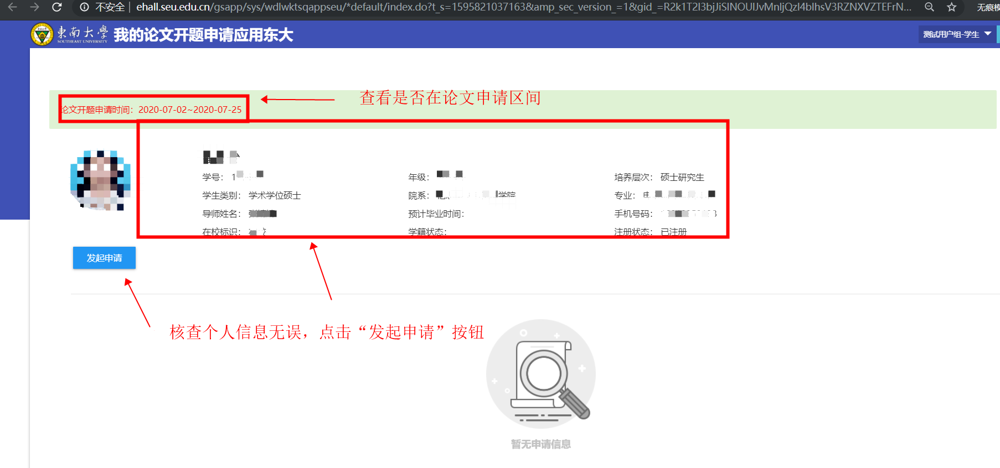 不安全 ehall.seu.edu.cn/gsapp/sys/wdlwktsqappseu/*default/index.do?t_s=1595821037163&amp_sec_version_=1&gid_=R2k1T2I3bjJiSlNOUlJvMnljQzl4blhsV3RZNXVZTEFrN... 无痕模
東南大學 我的论文开题申请应用东大 测试用户组-学生
SOUTHEAST UNIVERSITY
查看是否在论文申请区间
论文开题申请时间：2020-07-02~2020-07-25
学号： 1 年级： 培养层次： 硕士研究生
学生类别： 学术学位硕士 院系： 学院 专业：
导师姓名： 预计毕业时间： 手机号码：
在校标识： 学籍状态： 注册状态： 已注册
发起申请
核查个人信息无误，点击“发起申请”按钮
暂无申请信息